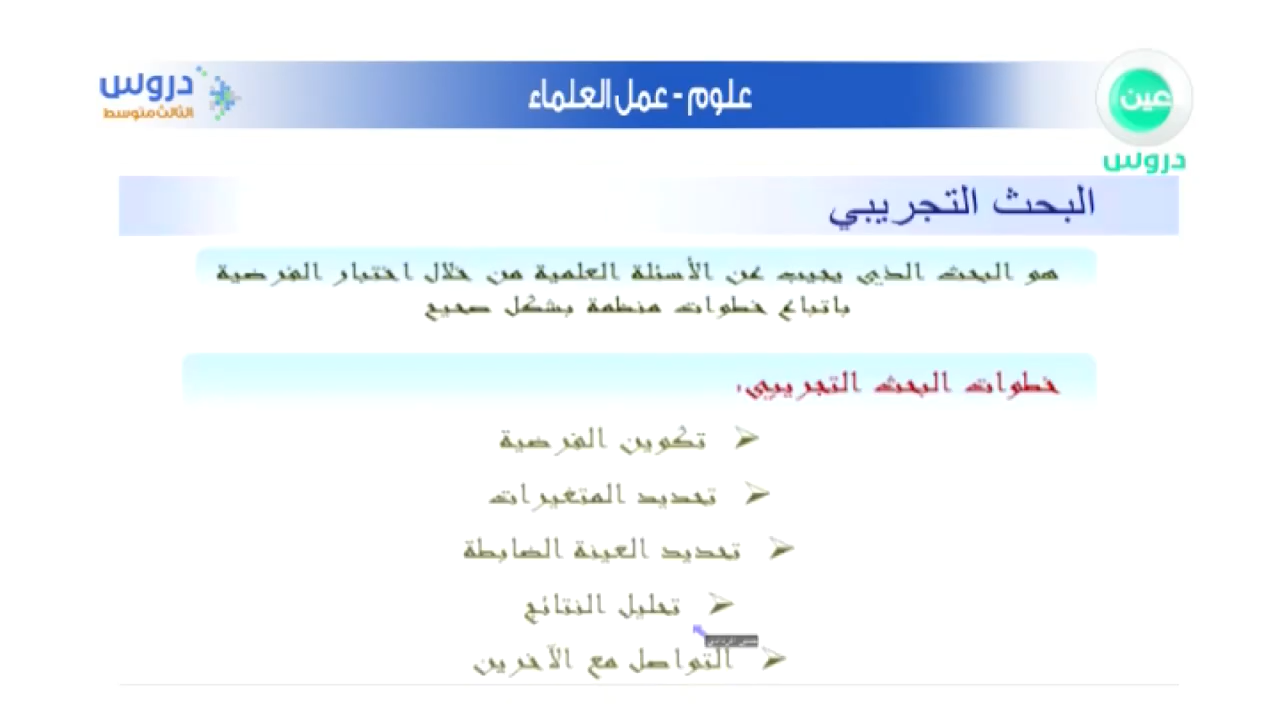 دروس
الثالث متوسط
علوم - عمل العلماء
عين
دروس
البحث التجريبي
هو البحث الذي يجيب عن الأسئلة العلمية من خلال اختبار الفرضية
باتباع خطوات منظمة بشكل صحيح
خطوات البحث التجريبي:
تكوين الفرضية
تحديد المتغيرات
تحديد العينة الضابطة
تحليل النتائج
التواصل مع الآخرين